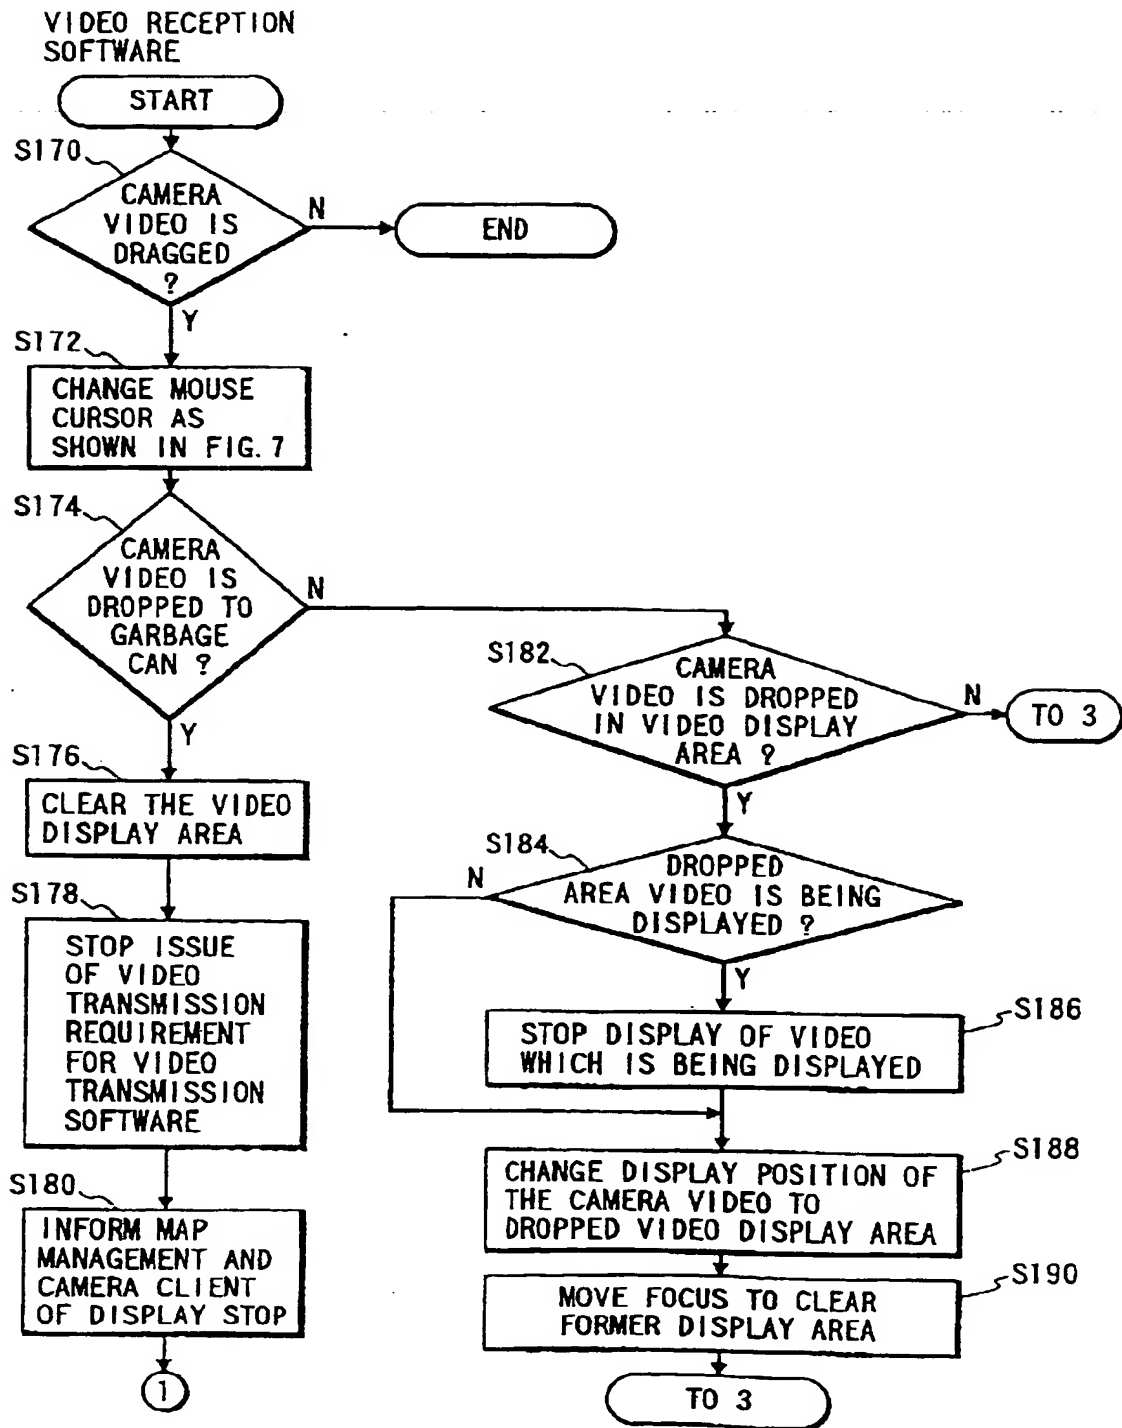 VIDEO RECEPTION
SOFTWARE
START
S170
CAMERA
VIDEO IS
DRAGGED
?
N
END
Y
S172
CHANGE MOUSE
CURSOR AS
SHOWN IN FIG. 7
S174
CAMERA
VIDEO IS
DROPPED TO
GARBAGE
CAN ?
N
Y
S176
CLEAR THE VIDEO
DISPLAY AREA
S178
STOP ISSUE
OF VIDEO
TRANSMISSION
REQUIREMENT
FOR VIDEO
TRANSMISSION
SOFTWARE
S180
INFORM MAP
MANAGEMENT AND
CAMERA CLIENT
OF DISPLAY STOP
1
S182
CAMERA
VIDEO IS DROPPED
IN VIDEO DISPLAY
AREA ?
N
TO 3
Y
S184
DROPPED
AREA VIDEO IS BEING
DISPLAYED ?
N
Y
S186
STOP DISPLAY OF VIDEO
WHICH IS BEING DISPLAYED
S188
CHANGE DISPLAY POSITION OF
THE CAMERA VIDEO TO
DROPPED VIDEO DISPLAY AREA
S190
MOVE FOCUS TO CLEAR
FORMER DISPLAY AREA
TO 3